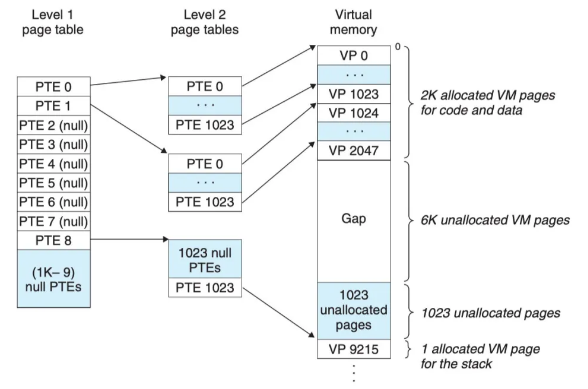 Level 1
page table
Level 2
page tables
Virtual
memory
PTE 0
PTE 1
PTE 2 (null)
PTE 3 (null)
PTE 4 (null)
PTE 5 (null)
PTE 6 (null)
PTE 7 (null)
PTE 8
(1K– 9)
null PTEs
PTE 0
. . .
PTE 1023
PTE 0
. . .
PTE 1023
1023 null
PTEs
PTE 1023
0
VP 0
. . .
VP 1023
VP 1024
. . .
VP 2047
Gap
1023
unallocated
pages
VP 9215
2K allocated VM pages
for code and data
6K unallocated VM pages
1023 unallocated pages
1 allocated VM page
for the stack